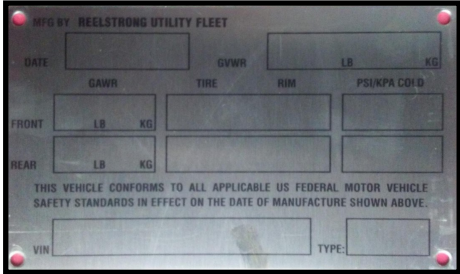 MFG BY REELSTRONG UTILITY FLEET
DATE GVWR LB KG
GAWR TIRE RIM PSI/KPA COLD
FRONT LB KG
REAR LB KG
THIS VEHICLE CONFORMS TO ALL APPLICABLE US FEDERAL MOTOR VEHICLE
SAFETY STANDARDS IN EFFECT ON THE DATE OF MANUFACTURE SHOWN ABOVE.
VIN TYPE: